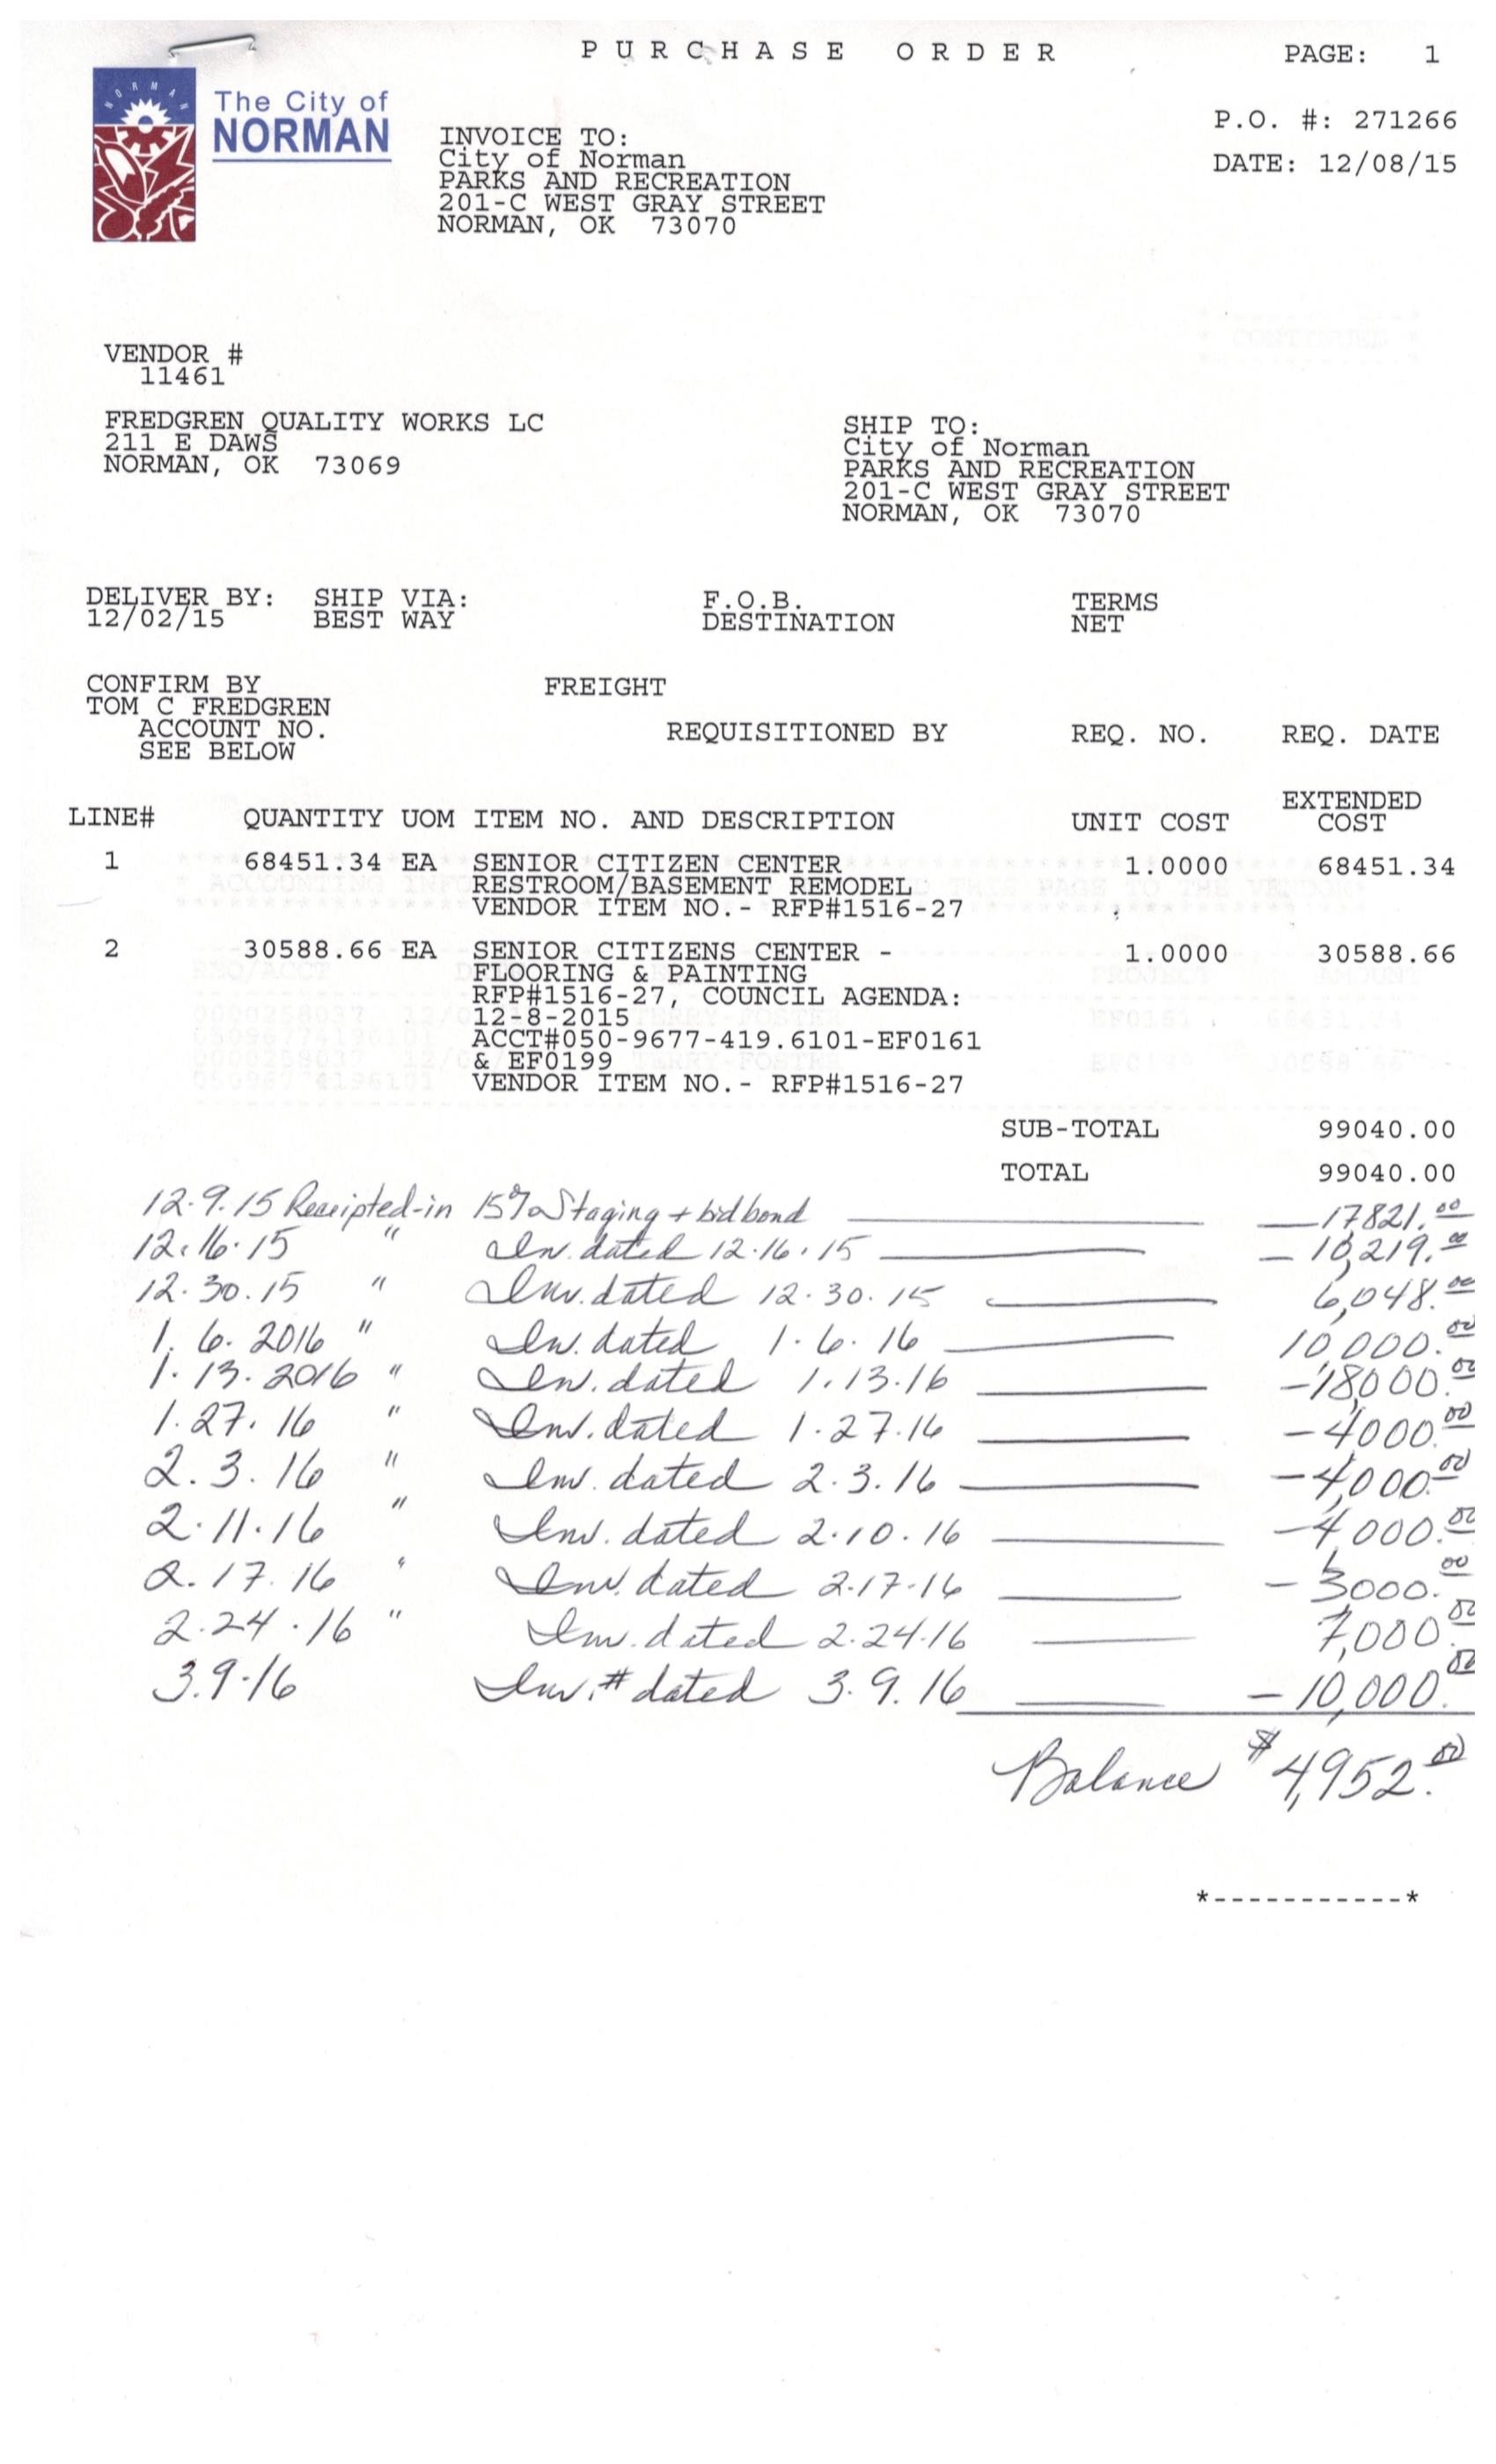 PURCHASE ORDER
PAGE: 1
NORMAN
The City of
NORMAN
P.O. #: 271266
DATE: 12/08/15
INVOICE TO:
City of Norman
PARKS AND RECREATION
201-C WEST GRAY STREET
NORMAN, OK 73070
* CONTINUED *
VENDOR #
11461
FREDGREN QUALITY WORKS LC
211 E DAWS
NORMAN, OK 73069
SHIP TO:
City of Norman
PARKS AND RECREATION
201-C WEST GRAY STREET
NORMAN, OK 73070
DELIVER BY: SHIP VIA: F.O.B. TERMS
12/02/15 BEST WAY DESTINATION NET
CONFIRM BY FREIGHT
TOM C FREDGREN
ACCOUNT NO. REQUISITIONED BY REQ. NO. REQ. DATE
SEE BELOW
EXTENDED
LINE# QUANTITY UOM ITEM NO. AND DESCRIPTION UNIT COST COST
1 68451.34 EA SENIOR CITIZEN CENTER 1.0000 68451.34
RESTROOM/BASEMENT REMODEL
VENDOR ITEM NO.- RFP#1516-27
2 30588.66 EA SENIOR CITIZENS CENTER - 1.0000 30588.66
FLOORING & PAINTING
RFP#1516-27, COUNCIL AGENDA:
12-8-2015
ACCT#050-9677-419.6101-EF0161
& EF0199
VENDOR ITEM NO.- RFP#1516-27
SUB-TOTAL 99040.00
TOTAL 99040.00
12.9.15 Receipted-in 15% Staging + bid bond — 17821.00
12.16.15 " Inv. dated 12.16.15 — 10,219.00
12.30.15 " Inv. dated 12.30.15 — 6,048.00
1.6.2016 " Inv. dated 1.6.16 — 10,000.00
1.13.2016 " Inv. dated 1.13.16 — -18,000.00
1.27.16 " Inv. dated 1.27.16 — -4000.00
2.3.16 " Inv. dated 2.3.16 — -4,000.00
2.11.16 " Inv. dated 2.10.16 — -4,000.00
2.17.16 " Inv. dated 2.17.16 — -3000.00
2.24.16 " Inv. dated 2.24.16 — 7,000.00
3.9.16 Inv.# dated 3.9.16 — -10,000.00
Balance $4,952.00
*-----------*